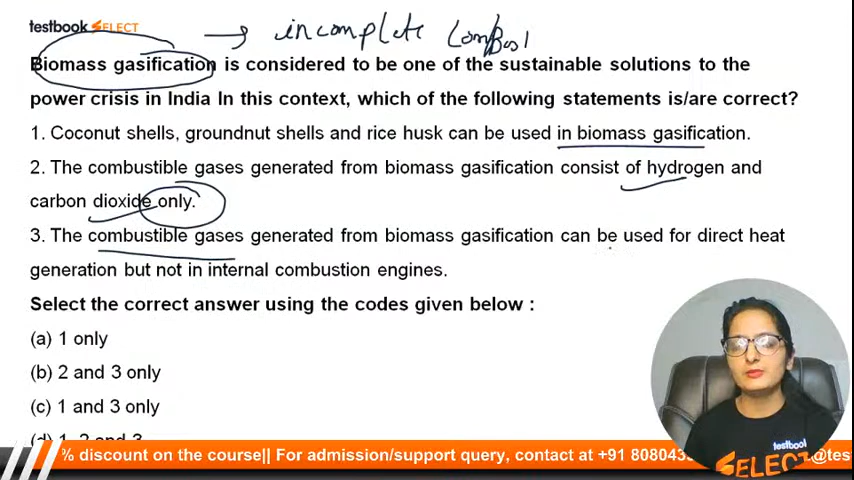 testbook SELECT
→ incomplete Combust
Biomass gasification is considered to be one of the sustainable solutions to the
power crisis in India In this context, which of the following statements is/are correct?
1. Coconut shells, groundnut shells and rice husk can be used in biomass gasification.
2. The combustible gases generated from biomass gasification consist of hydrogen and
carbon dioxide only.
3. The combustible gases generated from biomass gasification can be used for direct heat
generation but not in internal combustion engines.
Select the correct answer using the codes given below :
(a) 1 only
(b) 2 and 3 only
(c) 1 and 3 only
(d) 1, 2 and 3
testbook
SELECT
% discount on the course|| For admission/support query, contact at +91 80804